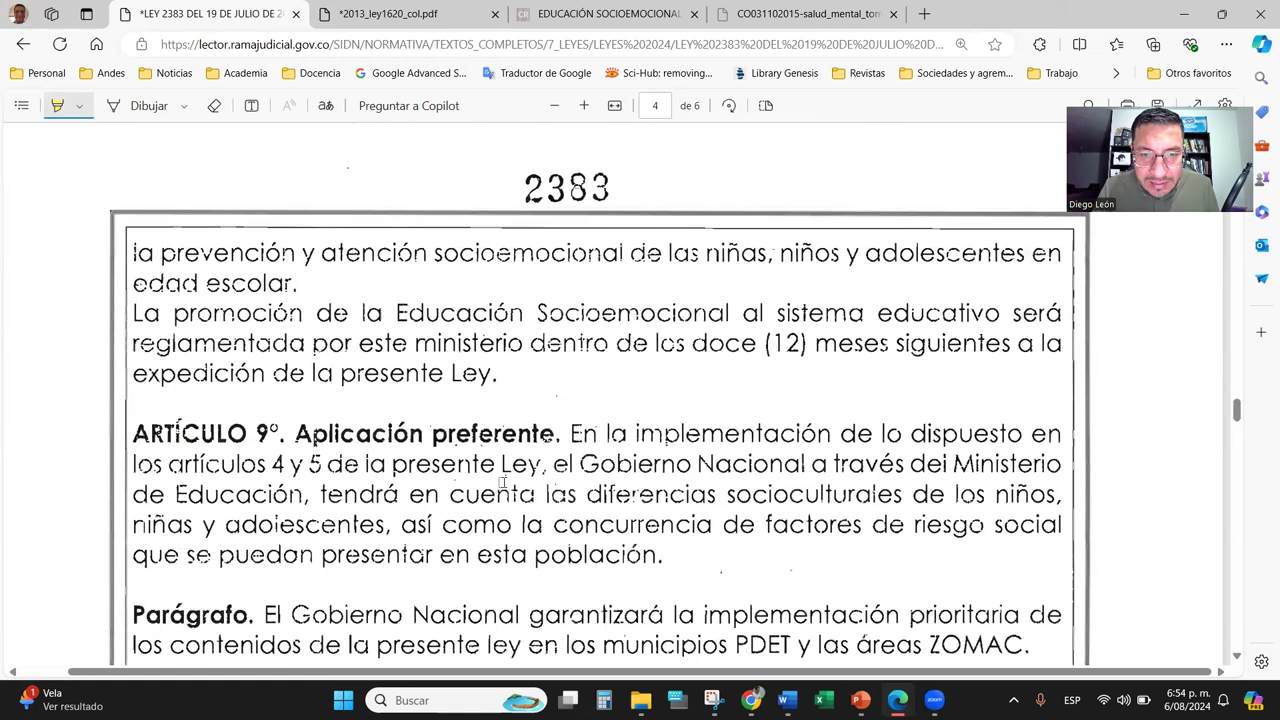 *LEY 2383 DEL 19 DE JULIO DE 2
*2013_ley1620_col.pdf
EDUCACIÓN SOCIOEMOCIONAL
CO031102015-salud_mental_tom
https://lector.ramajudicial.gov.co/SIDN/NORMATIVA/TEXTOS_COMPLETOS/7_LEYES/LEYES%202024/LEY%202383%20DEL%2019%20DE%20JULIO%20D...
Personal
Andes
Noticias
Academia
Docencia
Google Advanced S...
Traductor de Google
Sci-Hub: removing...
Library Genesis
Revistas
Sociedades y agrem...
Trabajo
Otros favoritos
Dibujar
Preguntar a Copilot
4
de 6
Diego León
2383
la prevención y atención socioemocional de las niñas, niños y adolescentes en
edad escolar.
La promoción de la Educación Socioemocional al sistema educativo será
reglamentada por este ministerio dentro de los doce (12) meses siguientes a la
expedición de la presente Ley.
ARTÍCULO 9º. Aplicación preferente. En la implementación de lo dispuesto en
los artículos 4 y 5 de la presente Ley, el Gobierno Nacional a través del Ministerio
de Educación, tendrá en cuenta las diferencias socioculturales de los niños,
niñas y adolescentes, así como la concurrencia de factores de riesgo social
que se puedan presentar en esta población.
Parágrafo. El Gobierno Nacional garantizará la implementación prioritaria de
los contenidos de la presente ley en los municipios PDET y las áreas ZOMAC.
1
Vela
Ver resultado
Buscar
ESP
6:54 p. m.
6/08/2024